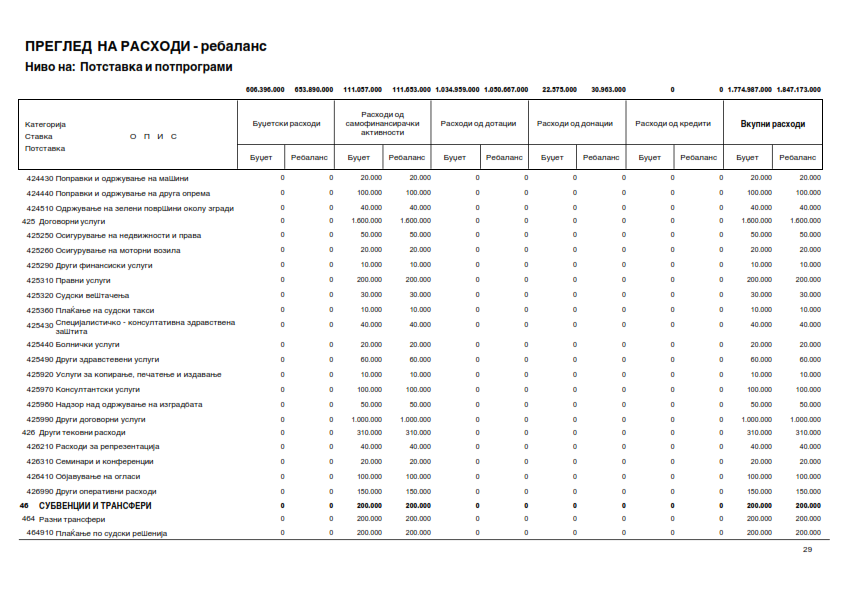 ПРЕГЛЕД НА РАСХОДИ - ребаланс
Ниво на: Потставка и потпрограми
606.396.000 653.890.000 111.057.000 111.653.000 1.034.959.000 1.050.667.000 22.575.000 30.963.000 0 0 1.774.987.000 1.847.173.000
Категорија
Ставка О П И С
Потставка
Буџетски расходи
Расходи од самофинансирачки активности
Расходи од дотации
Расходи од донации
Расходи од кредити
Вкупни расходи
Буџет Ребаланс Буџет Ребаланс Буџет Ребаланс Буџет Ребаланс Буџет Ребаланс Буџет Ребаланс
424430 Поправки и одржување на маШини 0 0 20.000 20.000 0 0 0 0 0 0 20.000 20.000
424440 Поправки и одржување на друга опрема 0 0 100.000 100.000 0 0 0 0 0 0 100.000 100.000
424510 Одржување на зелени површини околу згради 0 0 40.000 40.000 0 0 0 0 0 0 40.000 40.000
425 Договорни услуги 0 0 1.600.000 1.600.000 0 0 0 0 0 0 1.600.000 1.600.000
425250 Осигурување на недвижности и права 0 0 50.000 50.000 0 0 0 0 0 0 50.000 50.000
425260 Осигурување на моторни возила 0 0 20.000 20.000 0 0 0 0 0 0 20.000 20.000
425290 Други финансиски услуги 0 0 10.000 10.000 0 0 0 0 0 0 10.000 10.000
425310 Правни услуги 0 0 200.000 200.000 0 0 0 0 0 0 200.000 200.000
425320 Судски веШтачења 0 0 30.000 30.000 0 0 0 0 0 0 30.000 30.000
425360 ПлаЌање на судски такси 0 0 10.000 10.000 0 0 0 0 0 0 10.000 10.000
425430 Специјалистичко - консултативна здравствена
заШтита 0 0 40.000 40.000 0 0 0 0 0 0 40.000 40.000
425440 Болнички услуги 0 0 20.000 20.000 0 0 0 0 0 0 20.000 20.000
425490 Други здравстевени услуги 0 0 60.000 60.000 0 0 0 0 0 0 60.000 60.000
425920 Услуги за копирање, печатење и издавање 0 0 10.000 10.000 0 0 0 0 0 0 10.000 10.000
425970 Консултантски услуги 0 0 100.000 100.000 0 0 0 0 0 0 100.000 100.000
425980 Надзор над одржување на изградбата 0 0 50.000 50.000 0 0 0 0 0 0 50.000 50.000
425990 Други договорни услуги 0 0 1.000.000 1.000.000 0 0 0 0 0 0 1.000.000 1.000.000
426 Други тековни расходи 0 0 310.000 310.000 0 0 0 0 0 0 310.000 310.000
426210 Расходи за репрезентација 0 0 40.000 40.000 0 0 0 0 0 0 40.000 40.000
426310 Семинари и конференции 0 0 20.000 20.000 0 0 0 0 0 0 20.000 20.000
426410 Објавување на огласи 0 0 100.000 100.000 0 0 0 0 0 0 100.000 100.000
426990 Други оперативни расходи 0 0 150.000 150.000 0 0 0 0 0 0 150.000 150.000
46 СУБВЕНЦИИ И ТРАНСФЕРИ 0 0 200.000 200.000 0 0 0 0 0 0 200.000 200.000
464 Разни трансфери 0 0 200.000 200.000 0 0 0 0 0 0 200.000 200.000
464910 ПлаЌање по судски реШенија 0 0 200.000 200.000 0 0 0 0 0 0 200.000 200.000
29